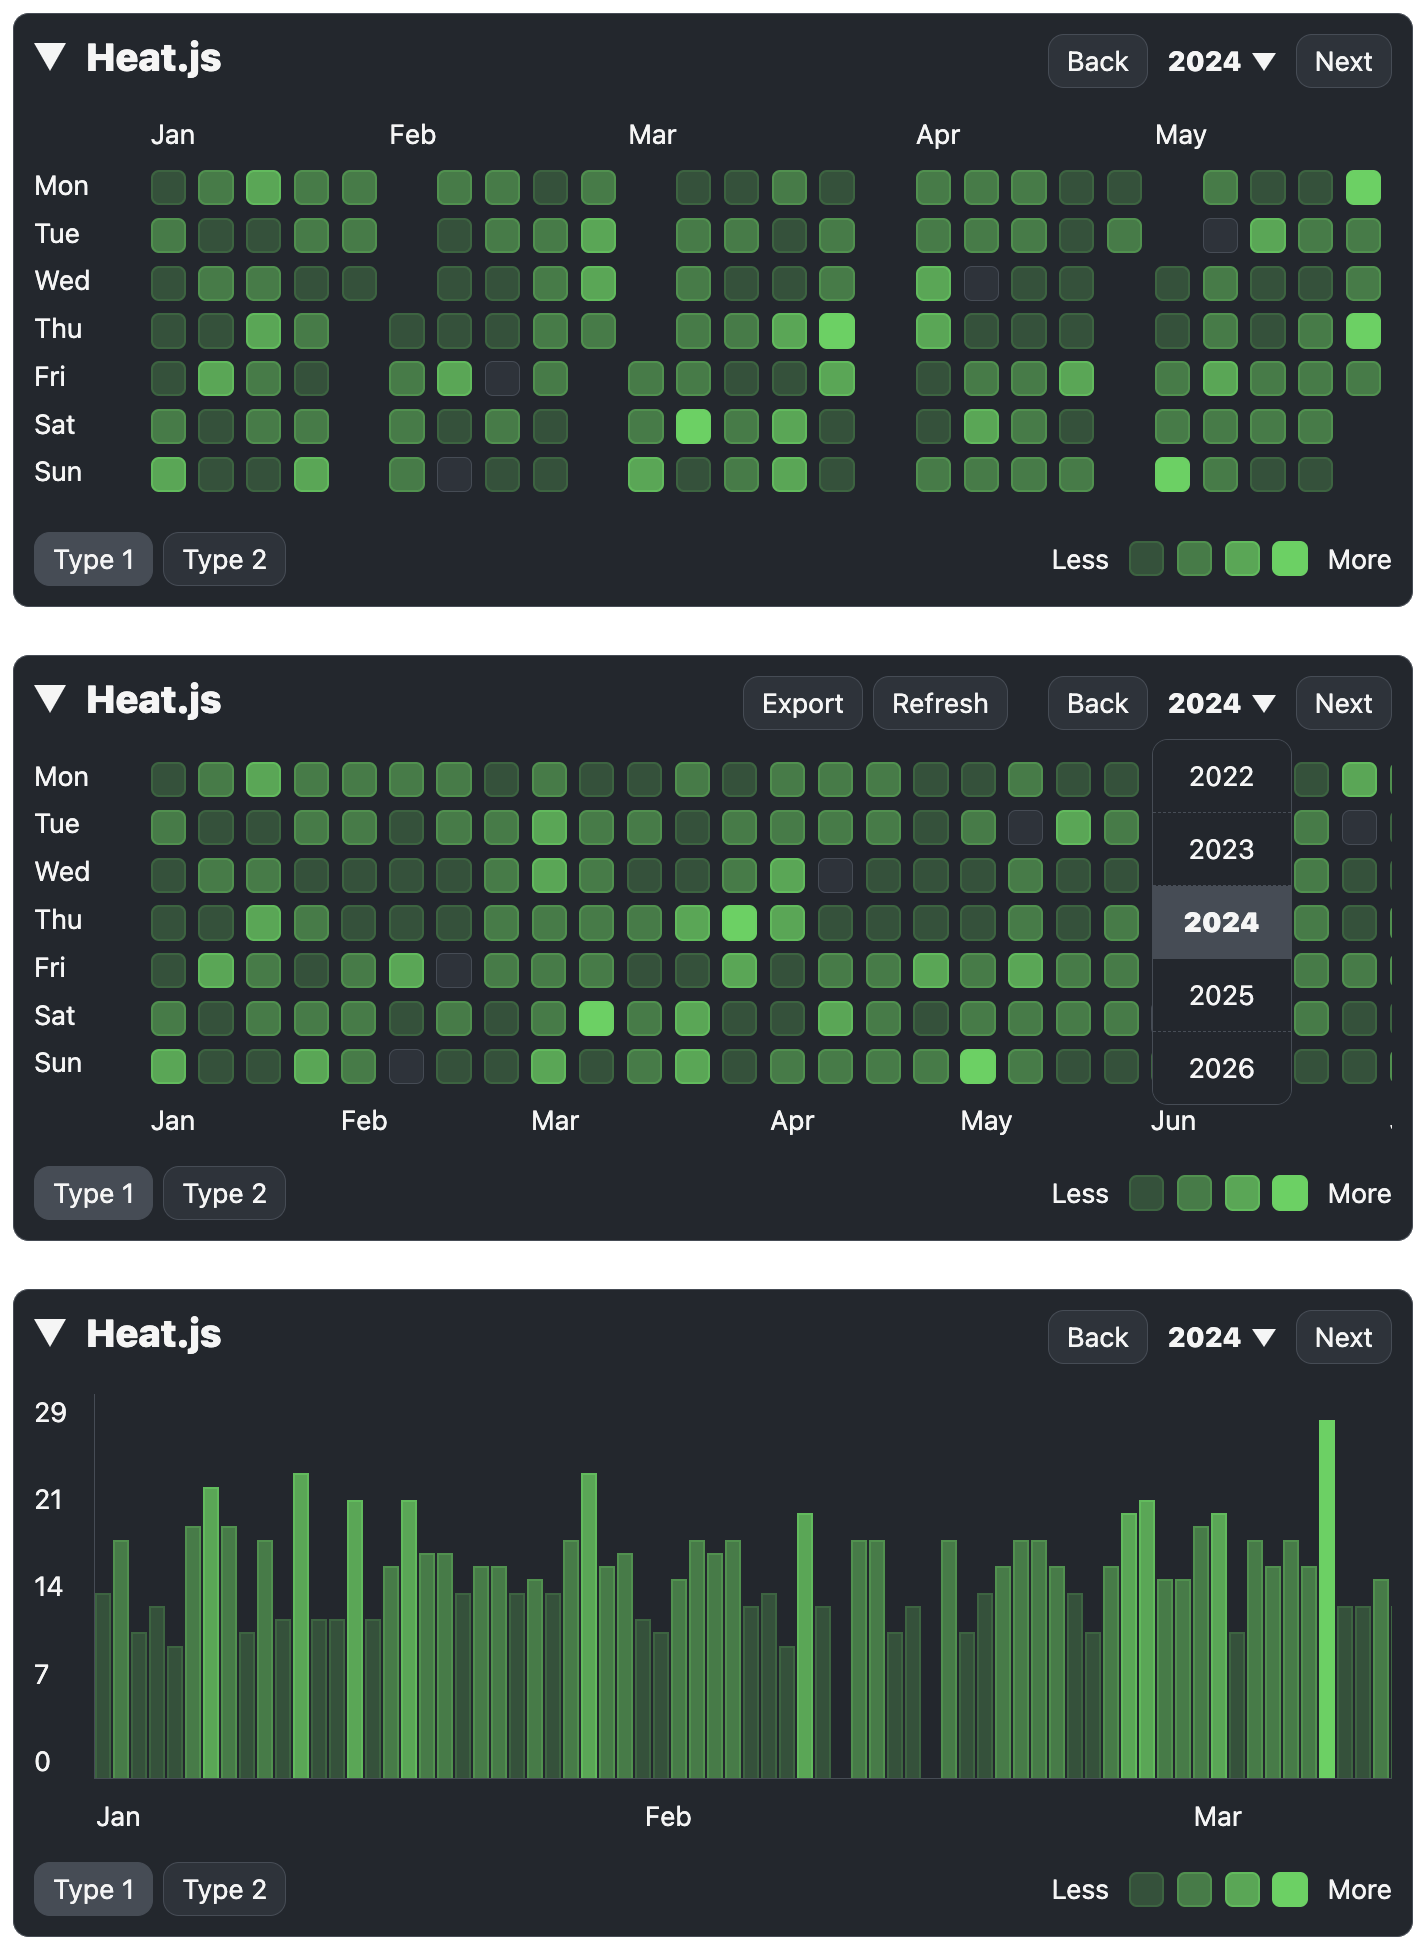 ▼ Heat.js Back 2024 ▼ Next
Jan Feb Mar Apr May
Mon
Tue
Wed
Thu
Fri
Sat
Sun
Type 1 Type 2 Less More
▼ Heat.js Export Refresh Back 2024 ▼ Next
Mon 2022
Tue
2023
Wed
Thu 2024
Fri
2025
Sat
Sun 2026
Jan Feb Mar Apr May Jun
Type 1 Type 2 Less More
▼ Heat.js Back 2024 ▼ Next
29
21
14
7
0
Jan Feb Mar
Type 1 Type 2 Less More